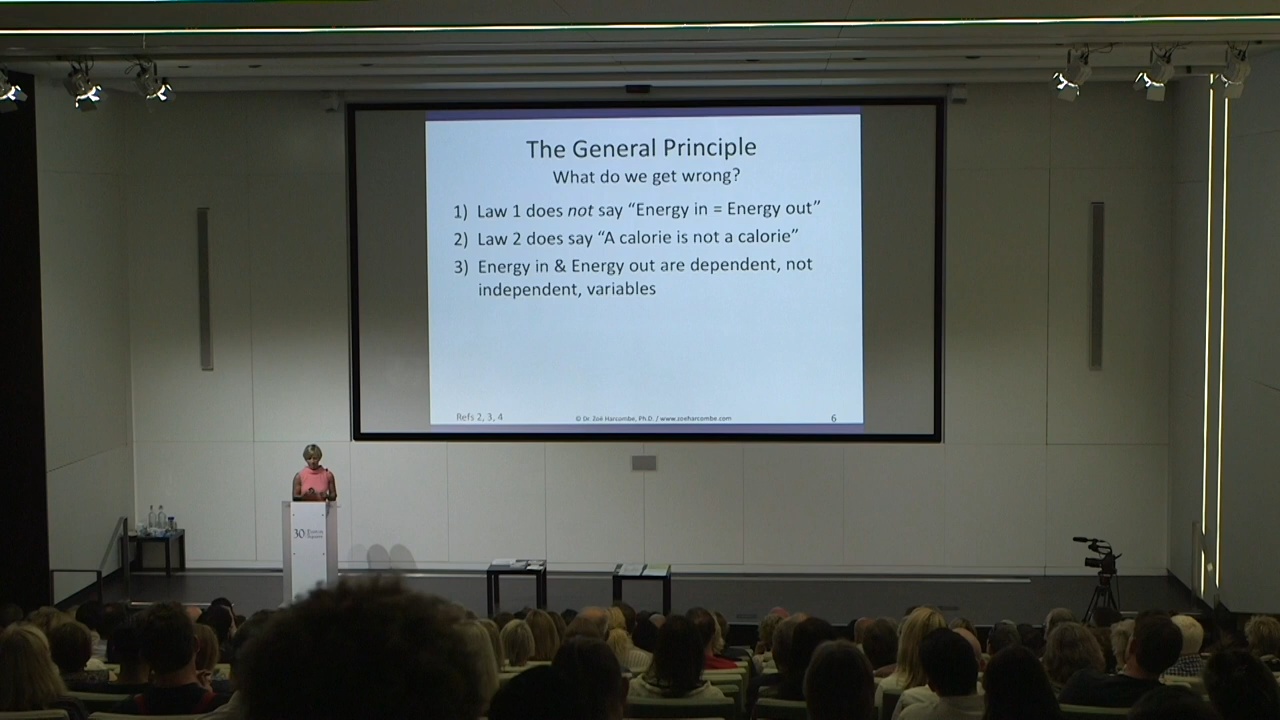 The General Principle
What do we get wrong?
1) Law 1 does not say “Energy in = Energy out”
2) Law 2 does say “A calorie is not a calorie”
3) Energy in & Energy out are dependent, not
independent, variables
Refs 2, 3, 4 © Dr. Zoë Harcombe, Ph.D. / www.zoeharcombe.com 6
30